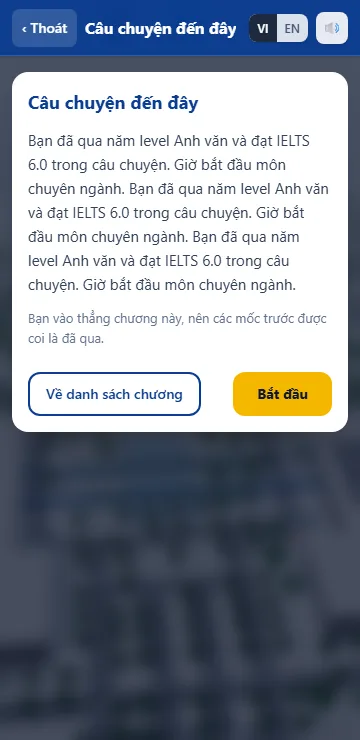 ‹ Thoát
Câu chuyện đến đây
VI
EN
Câu chuyện đến đây
Bạn đã qua năm level Anh văn và đạt IELTS
6.0 trong câu chuyện. Giờ bắt đầu môn
chuyên ngành. Bạn đã qua năm level Anh văn
và đạt IELTS 6.0 trong câu chuyện. Giờ bắt
đầu môn chuyên ngành. Bạn đã qua năm
level Anh văn và đạt IELTS 6.0 trong câu
chuyện. Giờ bắt đầu môn chuyên ngành.
Bạn vào thẳng chương này, nên các mốc trước được
coi là đã qua.
Về danh sách chương
Bắt đầu